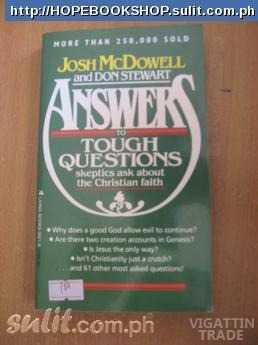 http://HOPEBOOKSHOP.sulit.com.ph
MORE THAN 250,000 SOLD
JOSH McDOWELL
and DON STEWART
ANSWERS
TO
TOUGH
QUESTIONS
skeptics ask about
the Christian faith
• Why does a good God allow evil to continue?
• Are there two creation accounts in Genesis?
• Is Jesus the only way?
• Isn't Christianity just a crutch?
. . . and 61 other most asked questions!
sulit.com.ph
VIGATTIN
TRADE